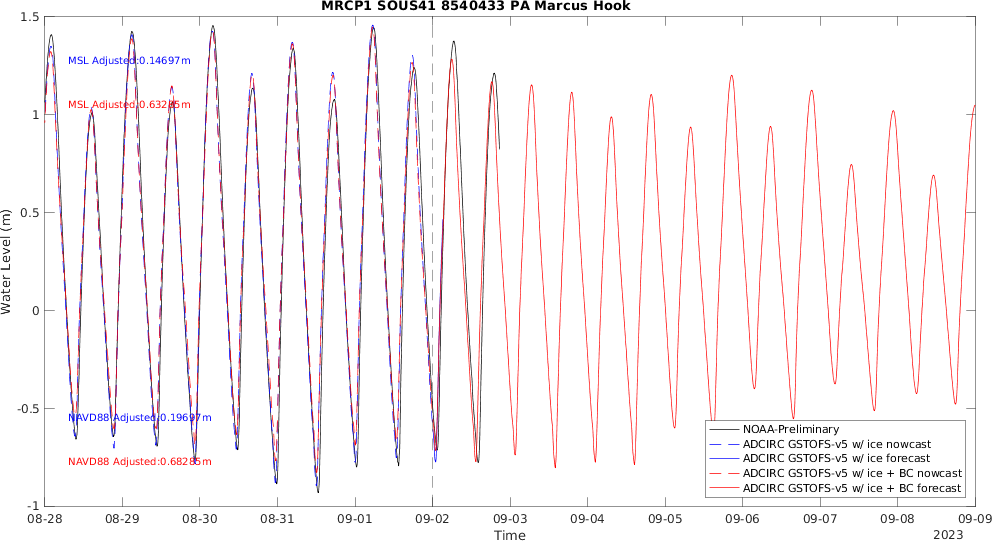 MRCP1 SOUS41 8540433 PA Marcus Hook
1.5
1
0.5
0
-0.5
-1
Water Level (m)
MSL Adjusted:0.14697m
MSL Adjusted:0.63285m
NAVD88 Adjusted:0.19697m
NAVD88 Adjusted:0.68285m
NOAA-Preliminary
ADCIRC GSTOFS-v5 w/ ice nowcast
ADCIRC GSTOFS-v5 w/ ice forecast
ADCIRC GSTOFS-v5 w/ ice + BC nowcast
ADCIRC GSTOFS-v5 w/ ice + BC forecast
08-28 08-29 08-30 08-31 09-01 09-02 09-03 09-04 09-05 09-06 09-07 09-08 09-09
Time
2023